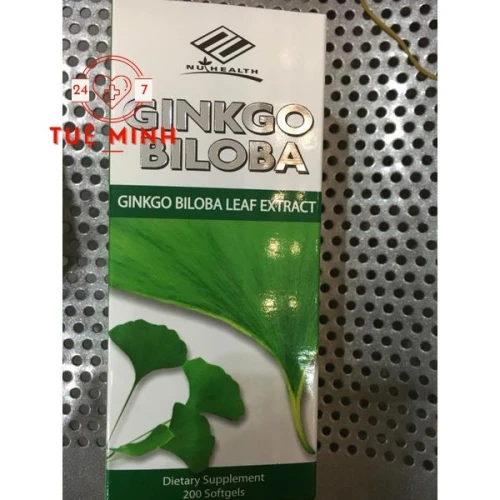 NU HEALTH
24 7
TUỆ MINH
GINKGO
BILOBA
GINKGO BILOBA LEAF EXTRACT
Dietary Supplement
200 Softgels